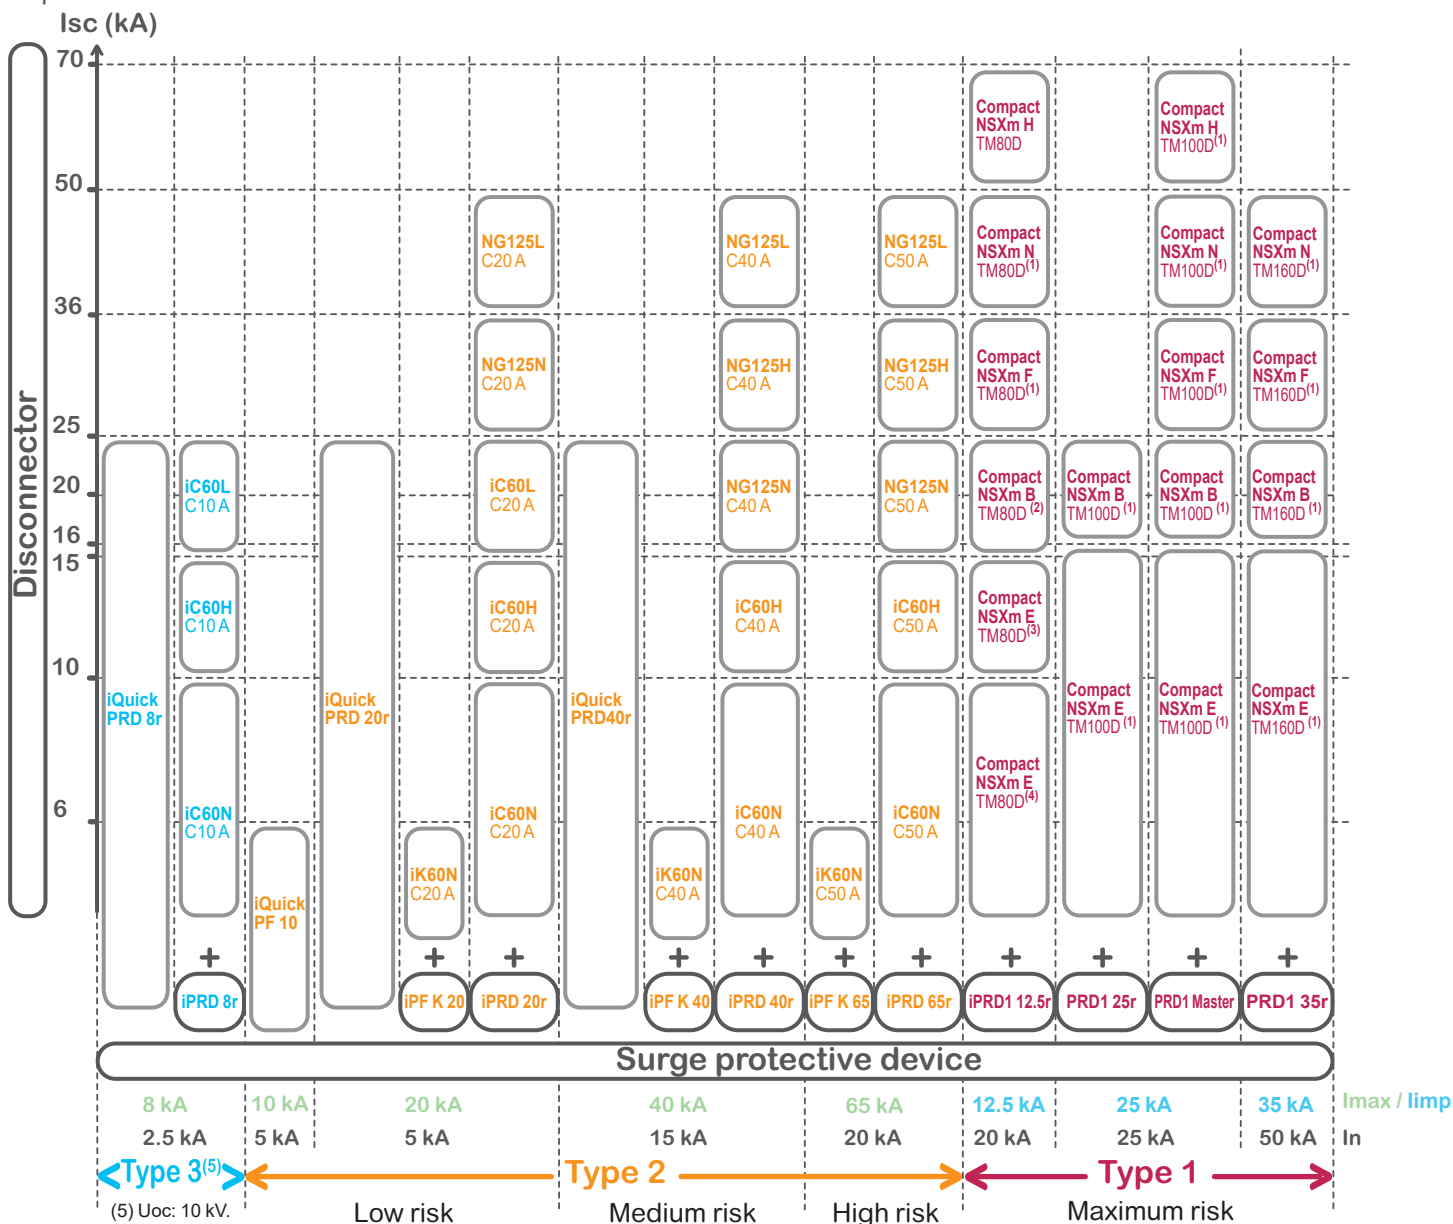 Isc (kA)
Disconnector
70
50
36
25
20
16
15
10
6
Compact
NSXm H
TM80D
Compact
NSXm H
TM100D(1)
NG125L
C20 A
NG125L
C40 A
NG125L
C50 A
Compact
NSXm N
TM80D(1)
Compact
NSXm N
TM100D(1)
Compact
NSXm N
TM160D(1)
NG125N
C20 A
NG125H
C40 A
NG125H
C50 A
Compact
NSXm F
TM80D(1)
Compact
NSXm F
TM100D(1)
Compact
NSXm F
TM160D(1)
iC60L
C10 A
iC60L
C20 A
NG125N
C40 A
NG125N
C50 A
Compact
NSXm B
TM80D (2)
Compact
NSXm B
TM100D (1)
Compact
NSXm B
TM100D (1)
Compact
NSXm B
TM160D (1)
iC60H
C10 A
iC60H
C20 A
iC60H
C40 A
iC60H
C50 A
Compact
NSXm E
TM80D(3)
iQuick
PRD 8r
iQuick
PRD 20r
iQuick
PRD40r
Compact
NSXm E
TM100D (1)
Compact
NSXm E
TM100D (1)
Compact
NSXm E
TM160D (1)
iC60N
C10 A
iC60N
C20 A
iC60N
C40 A
iC60N
C50 A
Compact
NSXm E
TM80D(4)
iQuick
PF 10
iK60N
C20 A
iK60N
C40 A
iK60N
C50 A
+ + + + + + + + + + +
iPRD 8r
iPF K 20
iPRD 20r
iPF K 40
iPRD 40r
iPF K 65
iPRD 65r
iPRD1 12.5r
PRD1 25r
PRD1 Master
PRD1 35r
Surge protective device
8 kA 10 kA 20 kA 40 kA 65 kA 12.5 kA 25 kA 35 kA Imax / limp
2.5 kA 5 kA 5 kA 15 kA 20 kA 20 kA 25 kA 50 kA In
Type 3(5) Type 2 Type 1
(5) Uoc: 10 kV. Low risk Medium risk High risk Maximum risk